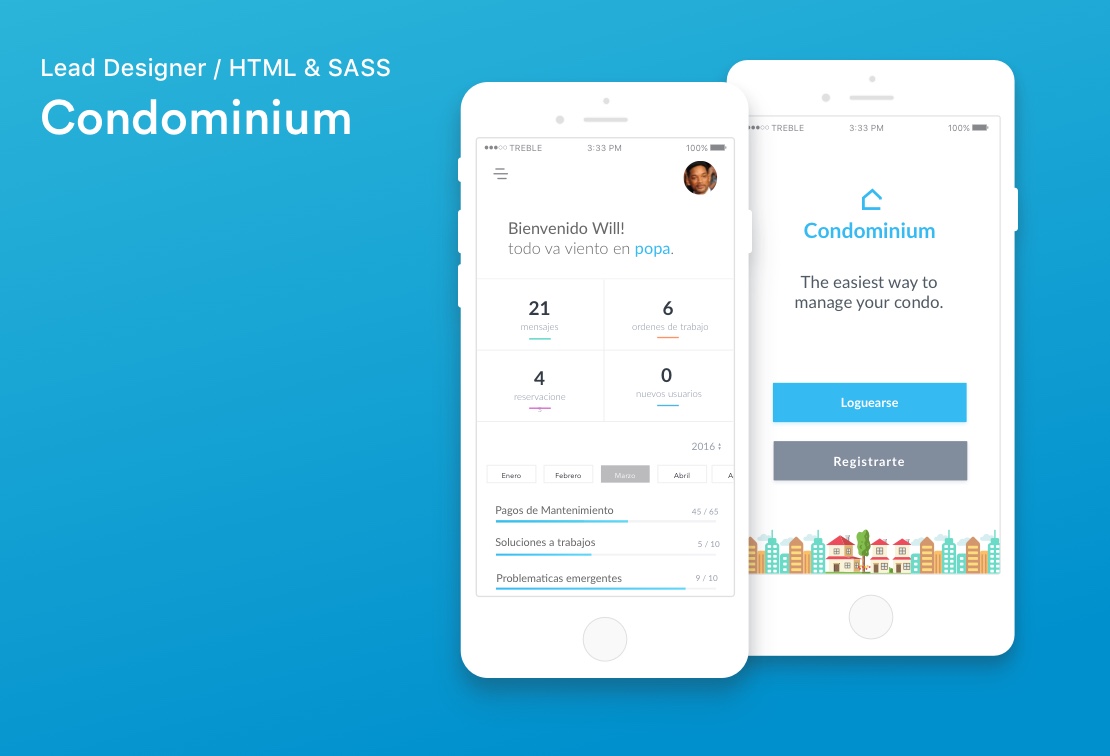 Lead Designer / HTML & SASS
Condominium
TREBLE 3:33 PM 100%
Bienvenido Will!
todo va viento en popa.
21
mensajes
6
ordenes de trabajo
4
reservacione
s
0
nuevos usuarios
2016
Enero Febrero Marzo Abril A
Pagos de Mantenimiento 45 / 65
Soluciones a trabajos 5 / 10
Problematicas emergentes 9 / 10
TREBLE 3:33 PM 100%
Condominium
The easiest way to
manage your condo.
Loguearse
Registrarte